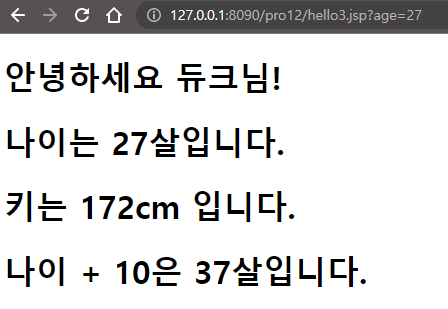 127.0.0.1:8090/pro12/hello3.jsp?age=27
안녕하세요 듀크님!
나이는 27살입니다.
키는 172cm 입니다.
나이 + 10은 37살입니다.